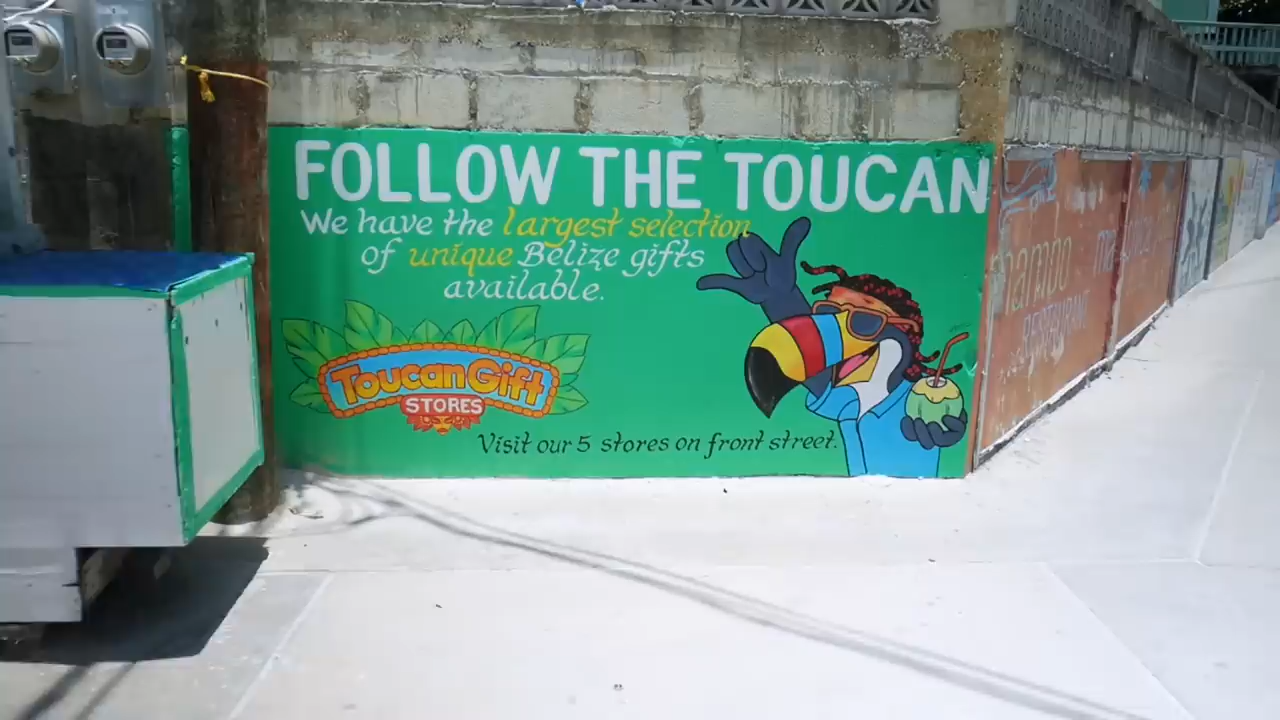 FOLLOW THE TOUCAN
We have the largest selection
of unique Belize gifts
available.
Toucan Gift
STORES
Visit our 5 stores on front street.
mambo
RESTAURANT